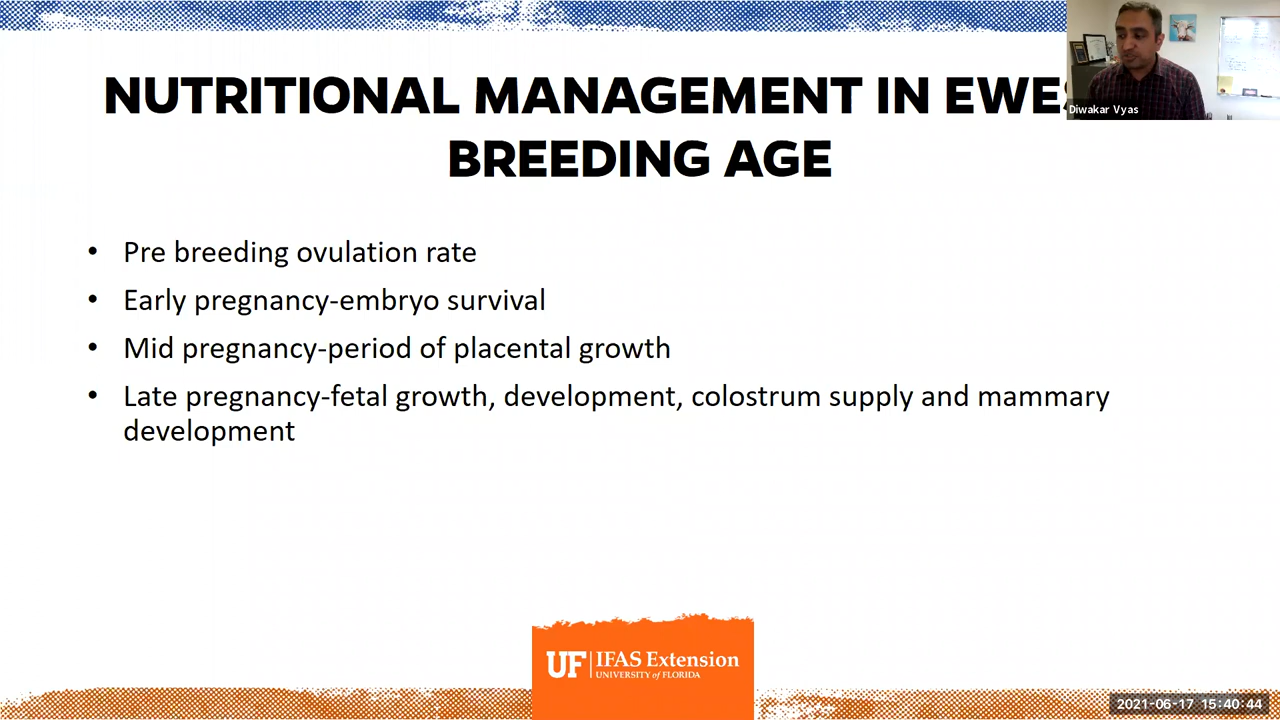 NUTRITIONAL MANAGEMENT IN EWES
BREEDING AGE
Diwakar Vyas
• Pre breeding ovulation rate
• Early pregnancy-embryo survival
• Mid pregnancy-period of placental growth
• Late pregnancy-fetal growth, development, colostrum supply and mammary
development
UF IFAS Extension
UNIVERSITY of FLORIDA
2021-06-17 15:40:44